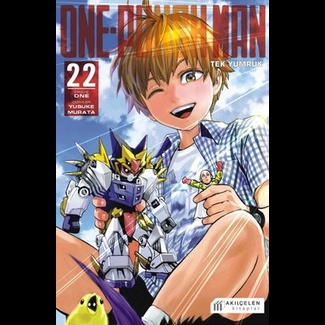 ONE-PUNCH MAN
TEK YUMRUK
22
ONE
YUSUKE
MURATA
AKILÇELEN
kitaplar